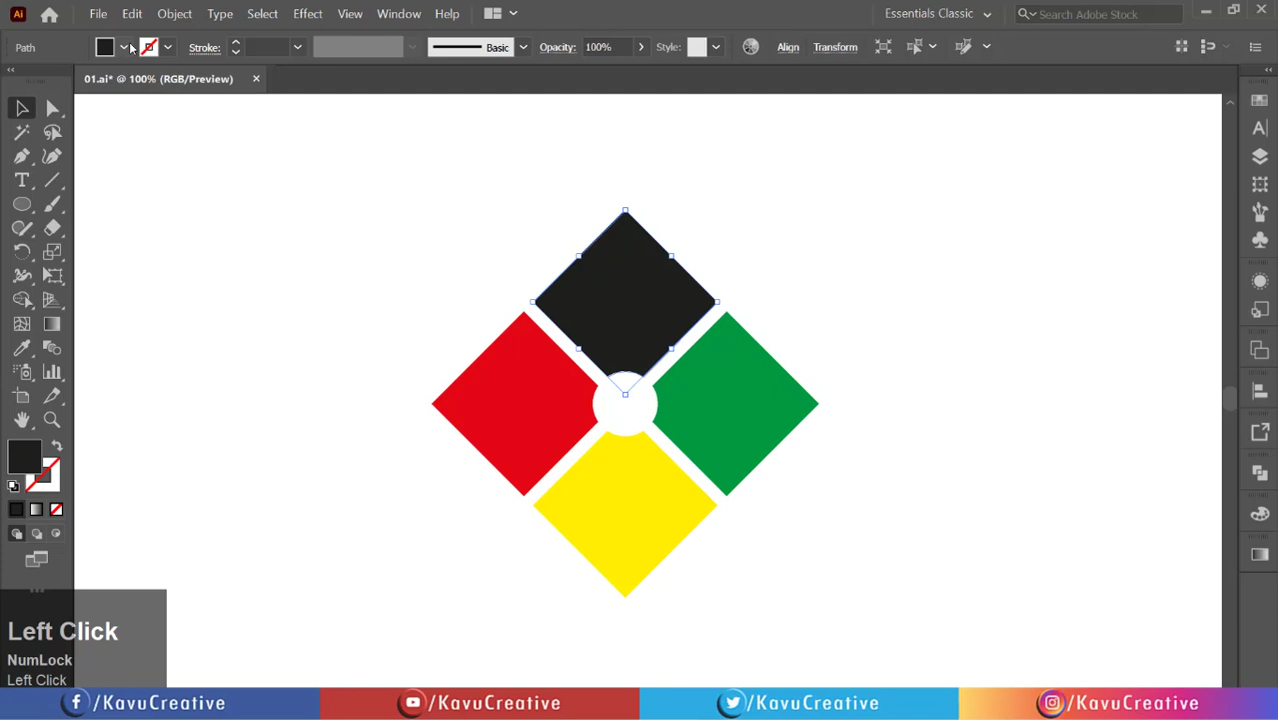 Ai File Edit Object Type Select Effect View Window Help Essentials Classic Search Adobe Stock
Path Stroke: Basic Opacity: 100% Style: Align Transform
01.ai* @ 100% (RGB/Preview)
Left Click
NumLock
Left Click
/KavuCreative /KavuCreative /KavuCreative /KavuCreative